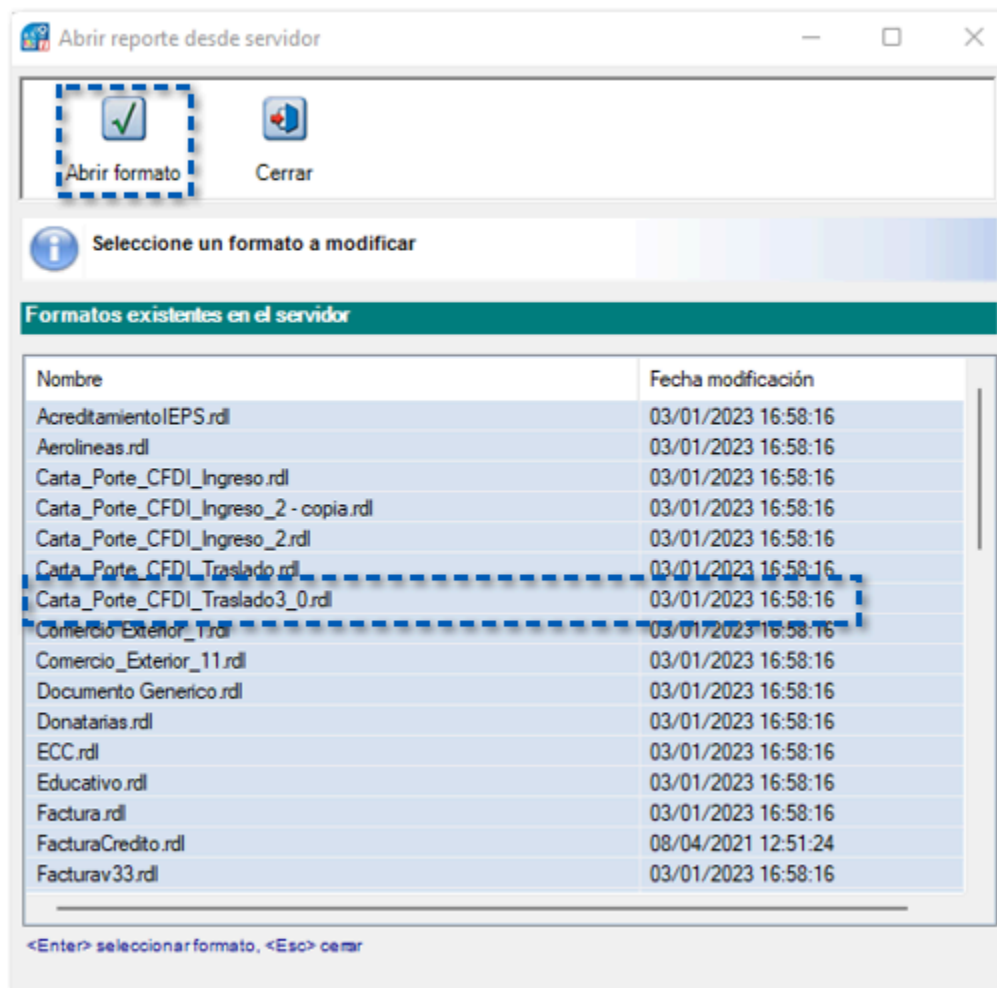 Abrir reporte desde servidor
Abrir formato Cerrar
Seleccione un formato a modificar
Formatos existentes en el servidor
Nombre Fecha modificación
AcreditamientoIEPS.rdl 03/01/2023 16:58:16
Aerolineas.rdl 03/01/2023 16:58:16
Carta_Porte_CFDI_Ingreso.rdl 03/01/2023 16:58:16
Carta_Porte_CFDI_Ingreso_2 - copia.rdl 03/01/2023 16:58:16
Carta_Porte_CFDI_Ingreso_2.rdl 03/01/2023 16:58:16
Carta_Porte_CFDI_Traslado.rdl 03/01/2023 16:58:16
Carta_Porte_CFDI_Traslado3_0.rdl 03/01/2023 16:58:16
Comercio Exterior_1.rdl 03/01/2023 16:58:16
Comercio_Exterior_11.rdl 03/01/2023 16:58:16
Documento Generico.rdl 03/01/2023 16:58:16
Donatarias.rdl 03/01/2023 16:58:16
ECC.rdl 03/01/2023 16:58:16
Educativo.rdl 03/01/2023 16:58:16
Factura.rdl 03/01/2023 16:58:16
FacturaCredito.rdl 08/04/2021 12:51:24
Facturav33.rdl 03/01/2023 16:58:16
<Enter> seleccionar formato, <Esc> cerrar